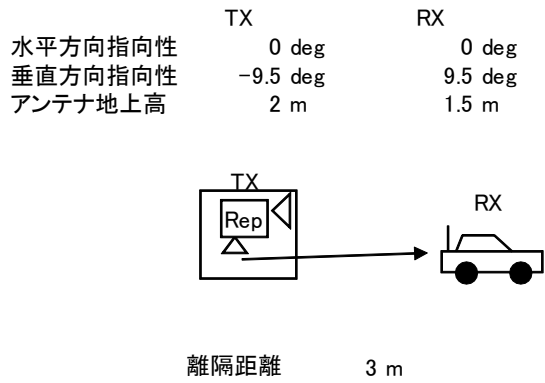 TX RX
水平方向指向性 0 deg 0 deg
垂直方向指向性 -9.5 deg 9.5 deg
アンテナ地上高 2 m 1.5 m
TX
RX
Rep
離隔距離 3 m